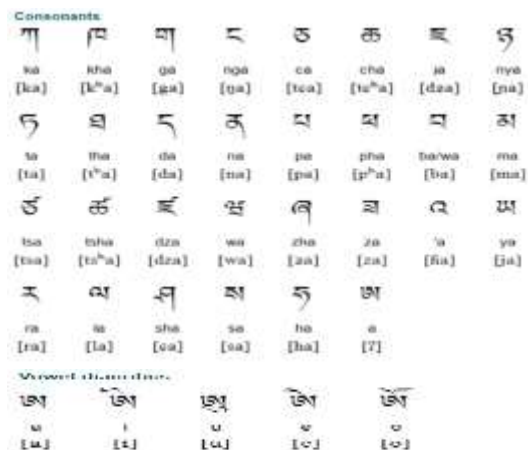 Consonants
ཀ ཁ ག ང ཅ ཆ ཇ ཉ
ka kha ga nga ca cha ja nya
[ka] [kʰa] [ga] [ŋa] [tɕa] [tɕʰa] [dʑa] [ɲa]
ཏ ཐ ད ན པ ཕ བ མ
ta tha da na pa pha ba/wa ma
[ta] [tʰa] [da] [na] [pa] [pʰa] [ba] [ma]
ཙ ཚ ཛ ཝ ཞ ཟ འ ཡ
tsa tsha dza wa zha za 'a ya
[tsa] [tsʰa] [dza] [wa] [ʑa] [za] [ɦa] [ja]
ར ལ ཤ ས ཧ ཨ
ra la sha sa ha a
[ra] [la] [ɕa] [sa] [ha] [ʔ]
Vowel diacritics
ཨ ཨི ཨུ ཨེ ཨོ
a i u e o
[a] [i] [u] [e] [o]